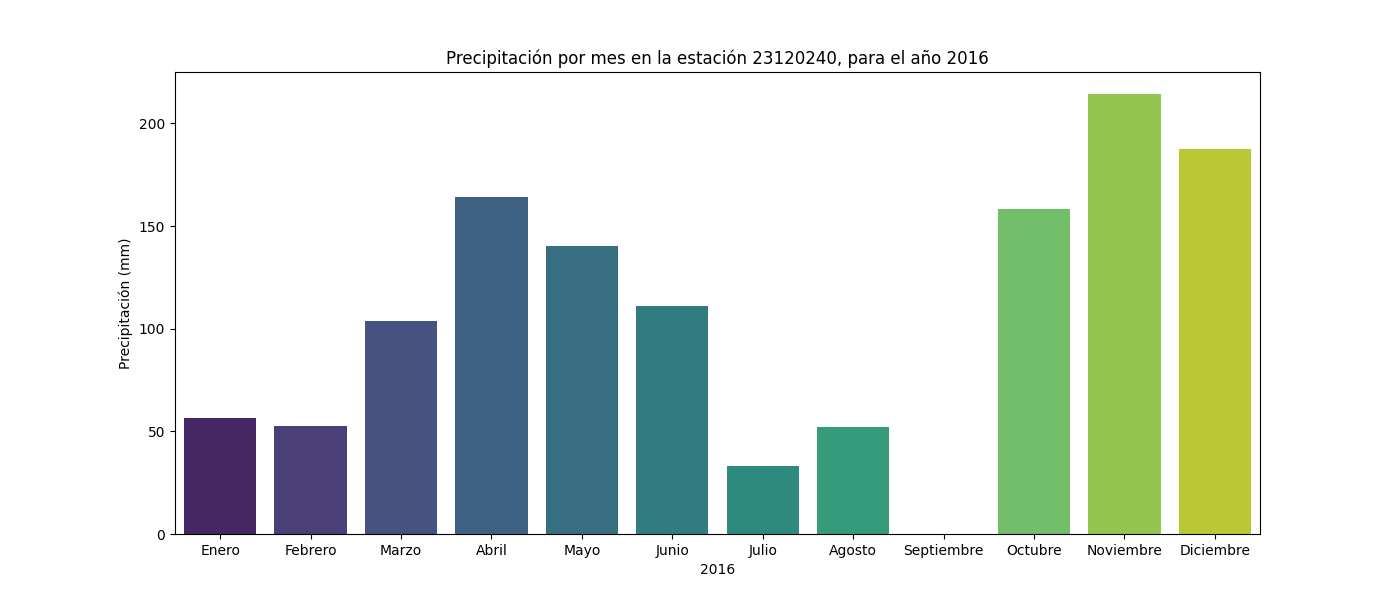 Precipitación por mes en la estación 23120240, para el año 2016
Precipitación (mm)
200
150
100
50
0
Enero Febrero Marzo Abril Mayo Junio Julio Agosto Septiembre Octubre Noviembre Diciembre
2016